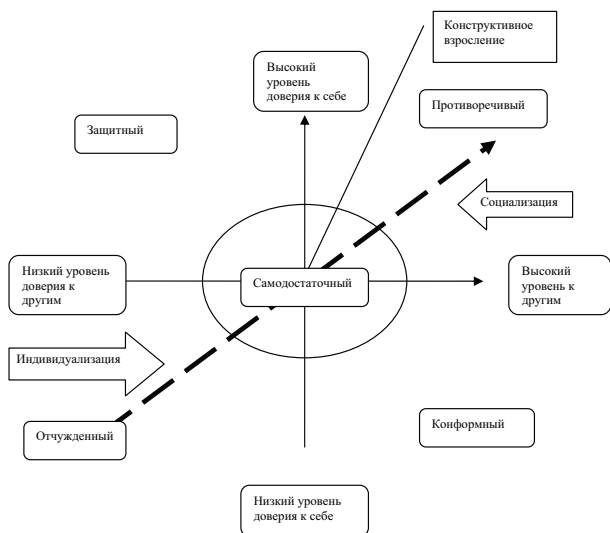 Конструктивное
взросление
Высокий
уровень
доверия к себе
Противоречивый
Защитный
Социализация
Низкий уровень
доверия к
другим
Самодостаточный
Высокий
уровень к
другим
Индивидуализация
Отчужденный
Конформный
Низкий уровень
доверия к себе